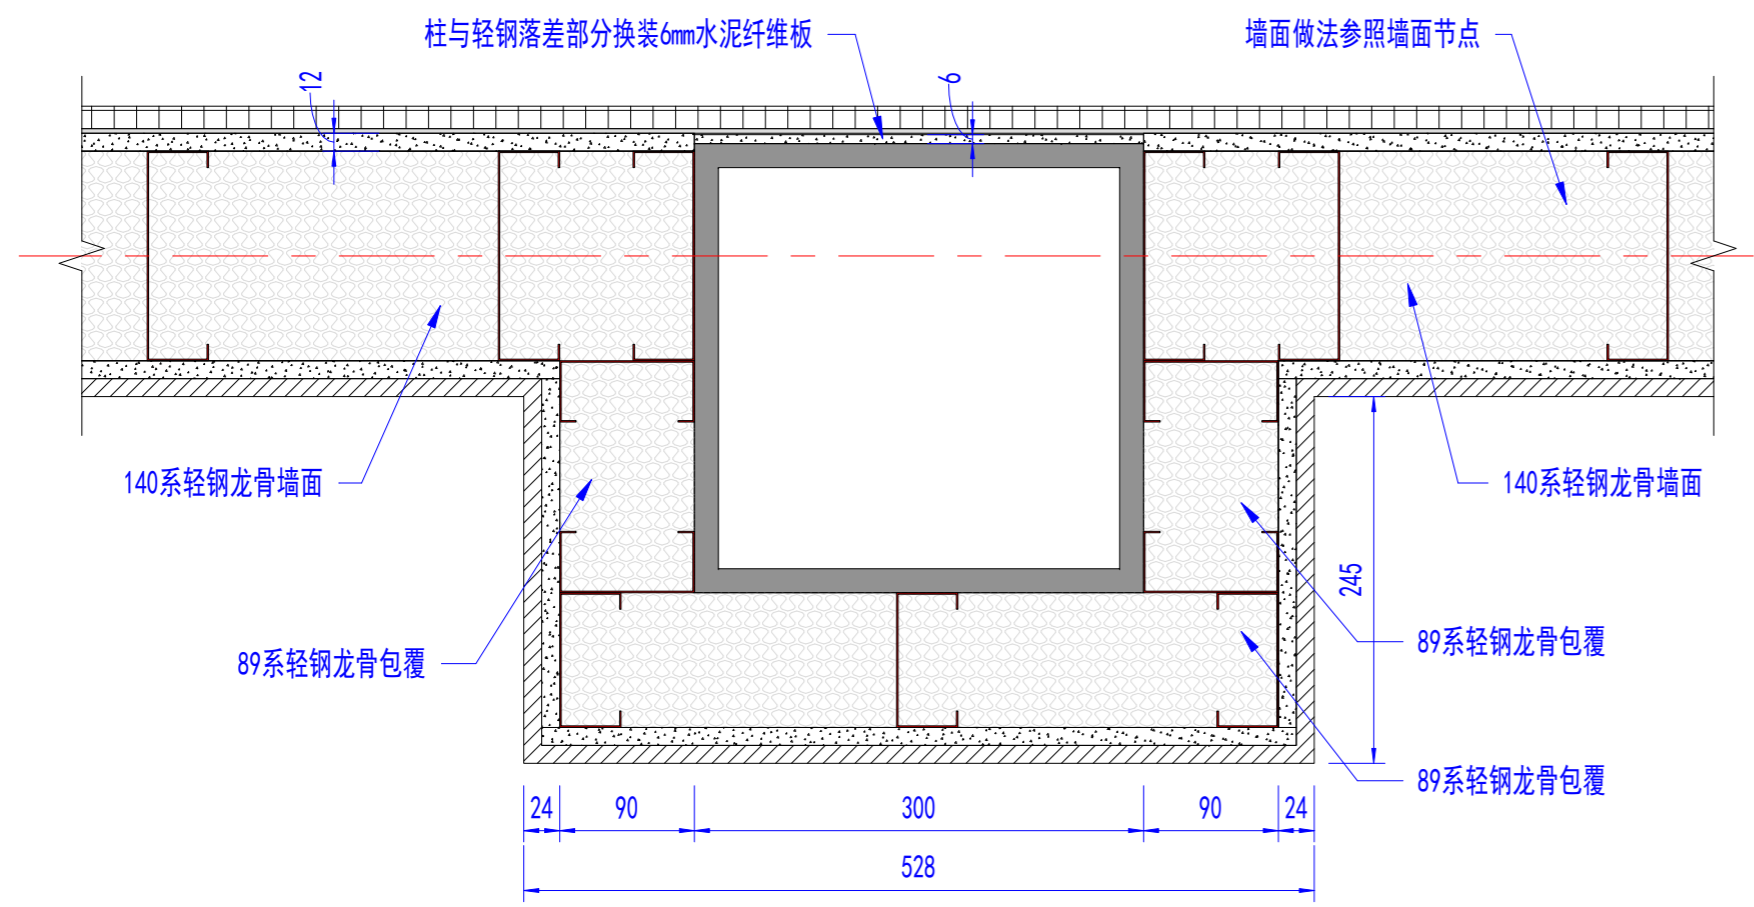 柱与轻钢落差部分换装6mm水泥纤维板
墙面做法参照墙面节点
12
6
140系轻钢龙骨墙面
140系轻钢龙骨墙面
245
89系轻钢龙骨包覆
89系轻钢龙骨包覆
89系轻钢龙骨包覆
24
90
300
90
24
528